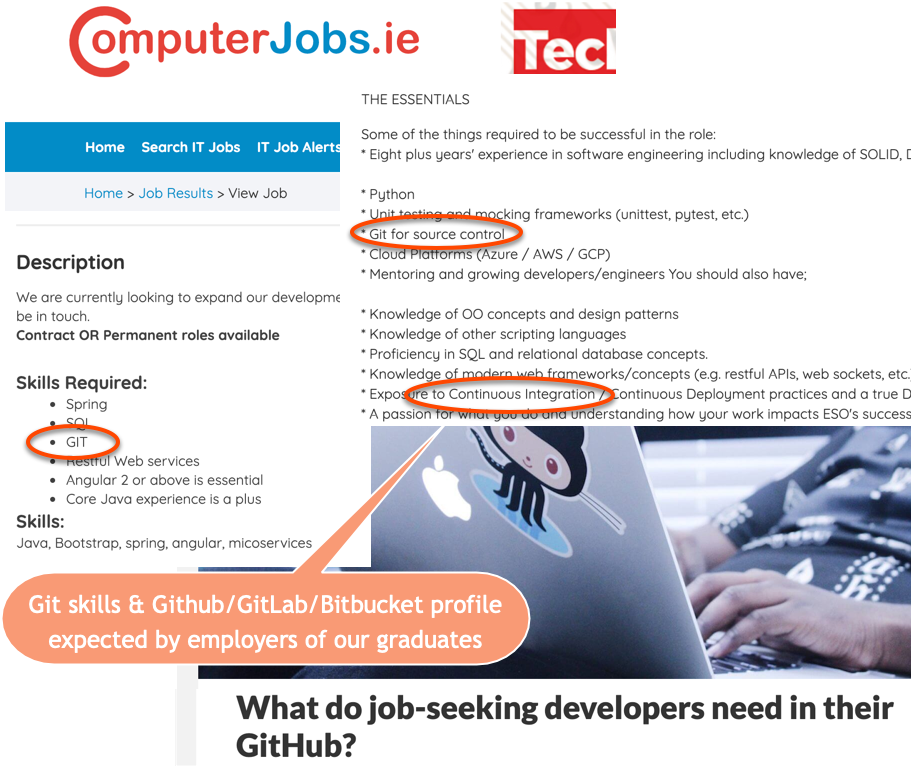 ComputerJobs.ie
Tecl
Home Search IT Jobs IT Job Alerts
Home > Job Results > View Job
Description
We are currently looking to expand our developme
be in touch.
Contract OR Permanent roles available
Skills Required:
Spring
SQL
GIT
Restful Web services
Angular 2 or above is essential
Core Java experience is a plus
Skills:
Java, Bootstrap, spring, angular, micoservices
THE ESSENTIALS
Some of the things required to be successful in the role:
* Eight plus years' experience in software engineering including knowledge of SOLID, D
* Python
* Unit testing and mocking frameworks (unittest, pytest, etc.)
* Git for source control
* Cloud Platforms (Azure / AWS / GCP)
* Mentoring and growing developers/engineers You should also have;
* Knowledge of OO concepts and design patterns
* Knowledge of other scripting languages
* Proficiency in SQL and relational database concepts.
* Knowledge of modern web frameworks/concepts (e.g. restful APIs, web sockets, etc.
* Exposure to Continuous Integration / Continuous Deployment practices and a true D
* A passion for what you do and understanding how your work impacts ESO's success
Git skills & Github/GitLab/Bitbucket profile
expected by employers of our graduates
What do job-seeking developers need in their
GitHub?